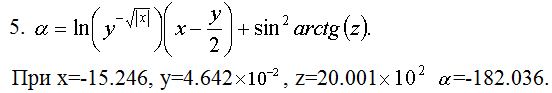 5. α = ln(y^{-√|x|})(x - y/2) + sin² arctg(z).
При x=-15.246, y=4.642×10⁻², z=20.001×10² α=-182.036.